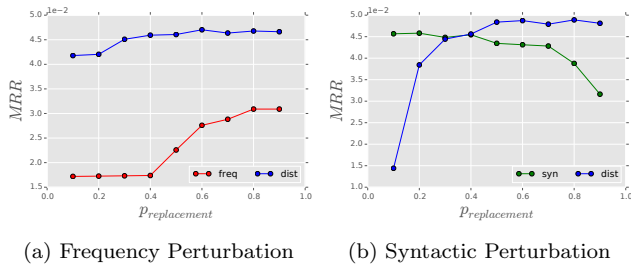 5.0 1e−2
4.5
4.0
3.5
3.0
2.5
2.0
1.5
MRR
0.0 0.2 0.4 0.6 0.8 1.0
p_replacement
freq dist
(a) Frequency Perturbation
5.0 1e−2
4.5
4.0
3.5
3.0
2.5
2.0
1.5
1.0
MRR
0.0 0.2 0.4 0.6 0.8 1.0
p_replacement
syn dist
(b) Syntactic Perturbation